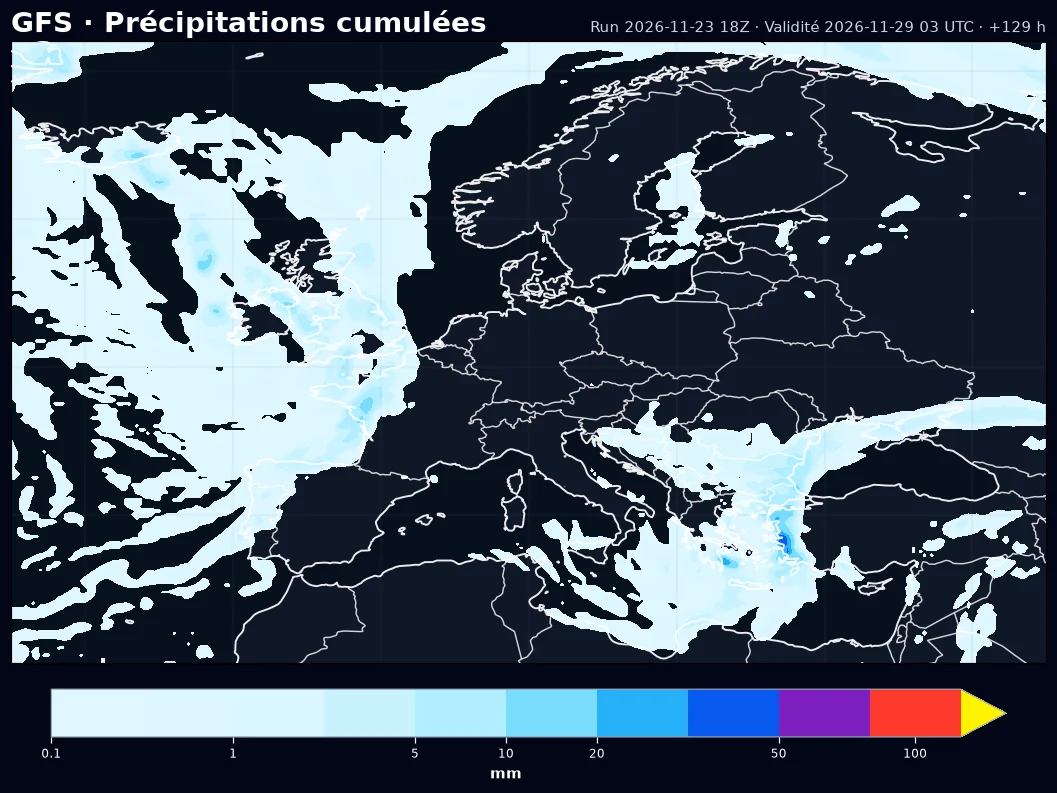 GFS · Précipitations cumulées
Run 2026-11-23 18Z · Validité 2026-11-29 03 UTC · +129 h
0.1 1 5 10 20 50 100
mm